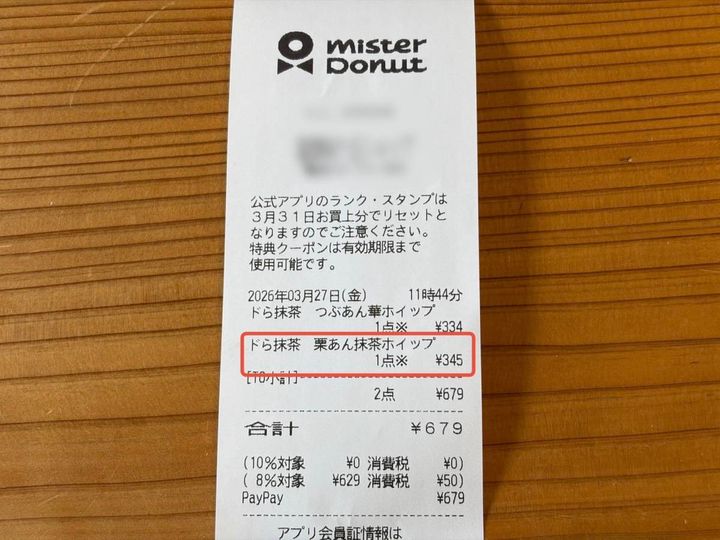 mister
Donut
公式アプリのランク・スタンプは
3月31日お買上分でリセットと
なりますのでご注意ください。
特典クーポンは有効期限まで
使用可能です。
2026年03月27日(金) 11時44分
ドら抹茶 つぶあん華ホイップ
1点※ ¥334
ドら抹茶 栗あん抹茶ホイップ
1点※ ¥345
[TO小計]
2点 ¥679
合計 ¥679
(10%対象 ¥0 消費税 ¥0)
( 8%対象 ¥629 消費税 ¥50)
PayPay ¥679
アプリ会員証情報は